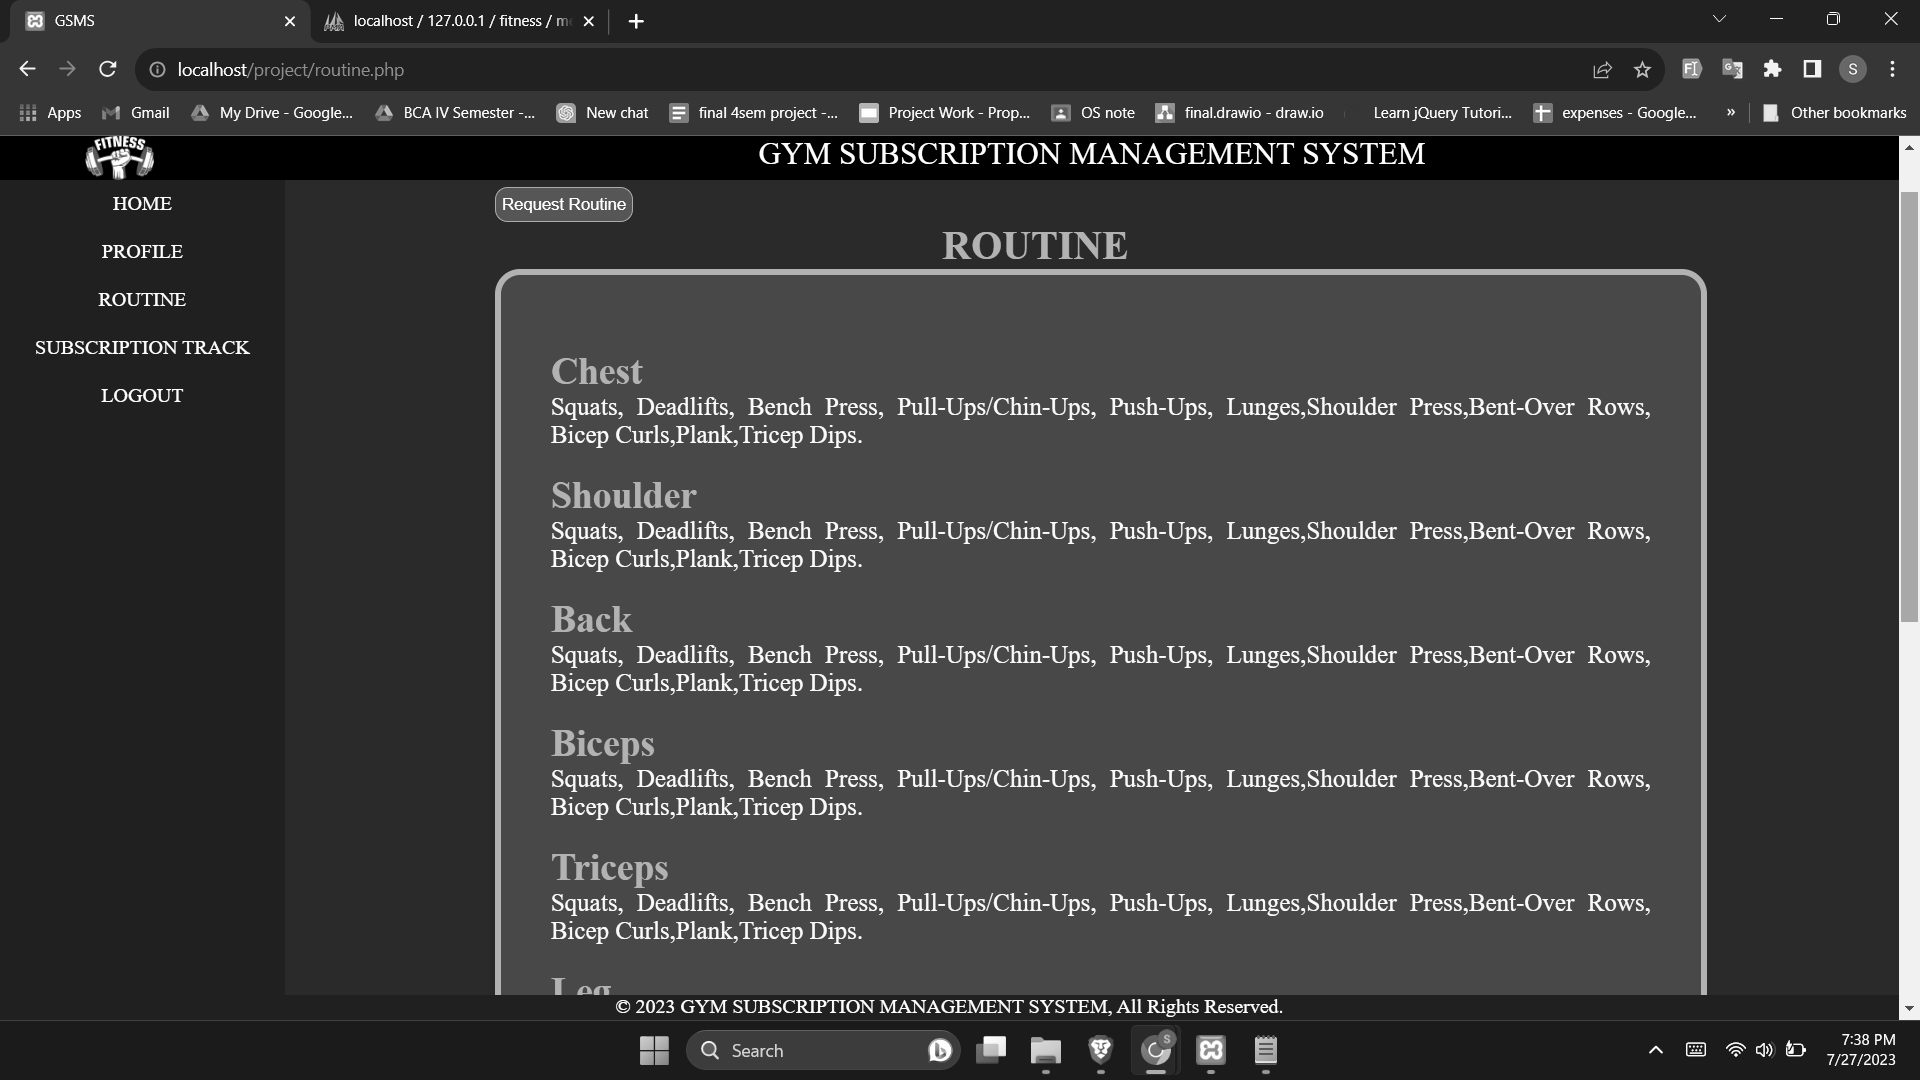 GSMS
localhost / 127.0.0.1 / fitness / m
localhost/project/routine.php
S
Apps
Gmail
My Drive - Google...
BCA IV Semester -...
New chat
final 4sem project -...
Project Work - Prop...
OS note
final.drawio - draw.io
Learn jQuery Tutori...
expenses - Google...
»
Other bookmarks
FITNESS
GYM SUBSCRIPTION MANAGEMENT SYSTEM
HOME
PROFILE
ROUTINE
SUBSCRIPTION TRACK
LOGOUT
Request Routine
ROUTINE
Chest
Squats, Deadlifts, Bench Press, Pull-Ups/Chin-Ups, Push-Ups, Lunges,Shoulder Press,Bent-Over Rows,
Bicep Curls,Plank,Tricep Dips.
Shoulder
Squats, Deadlifts, Bench Press, Pull-Ups/Chin-Ups, Push-Ups, Lunges,Shoulder Press,Bent-Over Rows,
Bicep Curls,Plank,Tricep Dips.
Back
Squats, Deadlifts, Bench Press, Pull-Ups/Chin-Ups, Push-Ups, Lunges,Shoulder Press,Bent-Over Rows,
Bicep Curls,Plank,Tricep Dips.
Biceps
Squats, Deadlifts, Bench Press, Pull-Ups/Chin-Ups, Push-Ups, Lunges,Shoulder Press,Bent-Over Rows,
Bicep Curls,Plank,Tricep Dips.
Triceps
Squats, Deadlifts, Bench Press, Pull-Ups/Chin-Ups, Push-Ups, Lunges,Shoulder Press,Bent-Over Rows,
Bicep Curls,Plank,Tricep Dips.
Leg
© 2023 GYM SUBSCRIPTION MANAGEMENT SYSTEM, All Rights Reserved.
Search
S
7:38 PM
7/27/2023